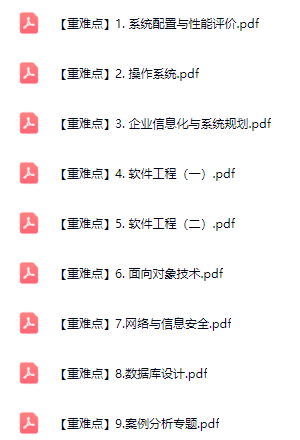 【重难点】1. 系统配置与性能评价.pdf
【重难点】2. 操作系统.pdf
【重难点】3. 企业信息化与系统规划.pdf
【重难点】4. 软件工程（一）.pdf
【重难点】5. 软件工程（二）.pdf
【重难点】6. 面向对象技术.pdf
【重难点】7.网络与信息安全.pdf
【重难点】8.数据库设计.pdf
【重难点】9.案例分析专题.pdf